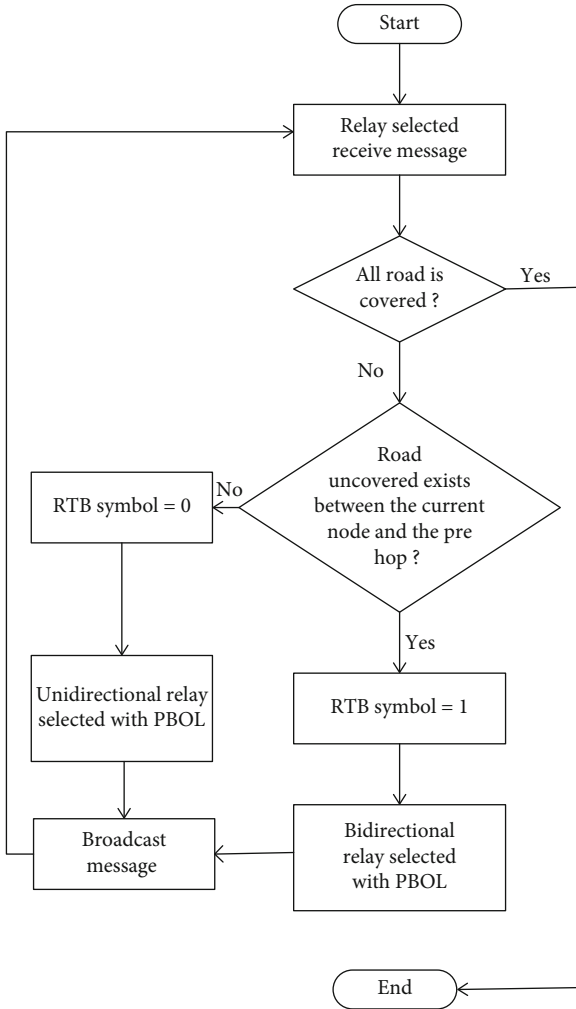 Start
Relay selected
receive message
All road is
covered ?
Yes
No
Road
uncovered exists
between the current
node and the pre
hop ?
No
RTB symbol = 0
Yes
Unidirectional relay
selected with PBOL
RTB symbol = 1
Broadcast
message
Bidirectional
relay selected
with PBOL
End